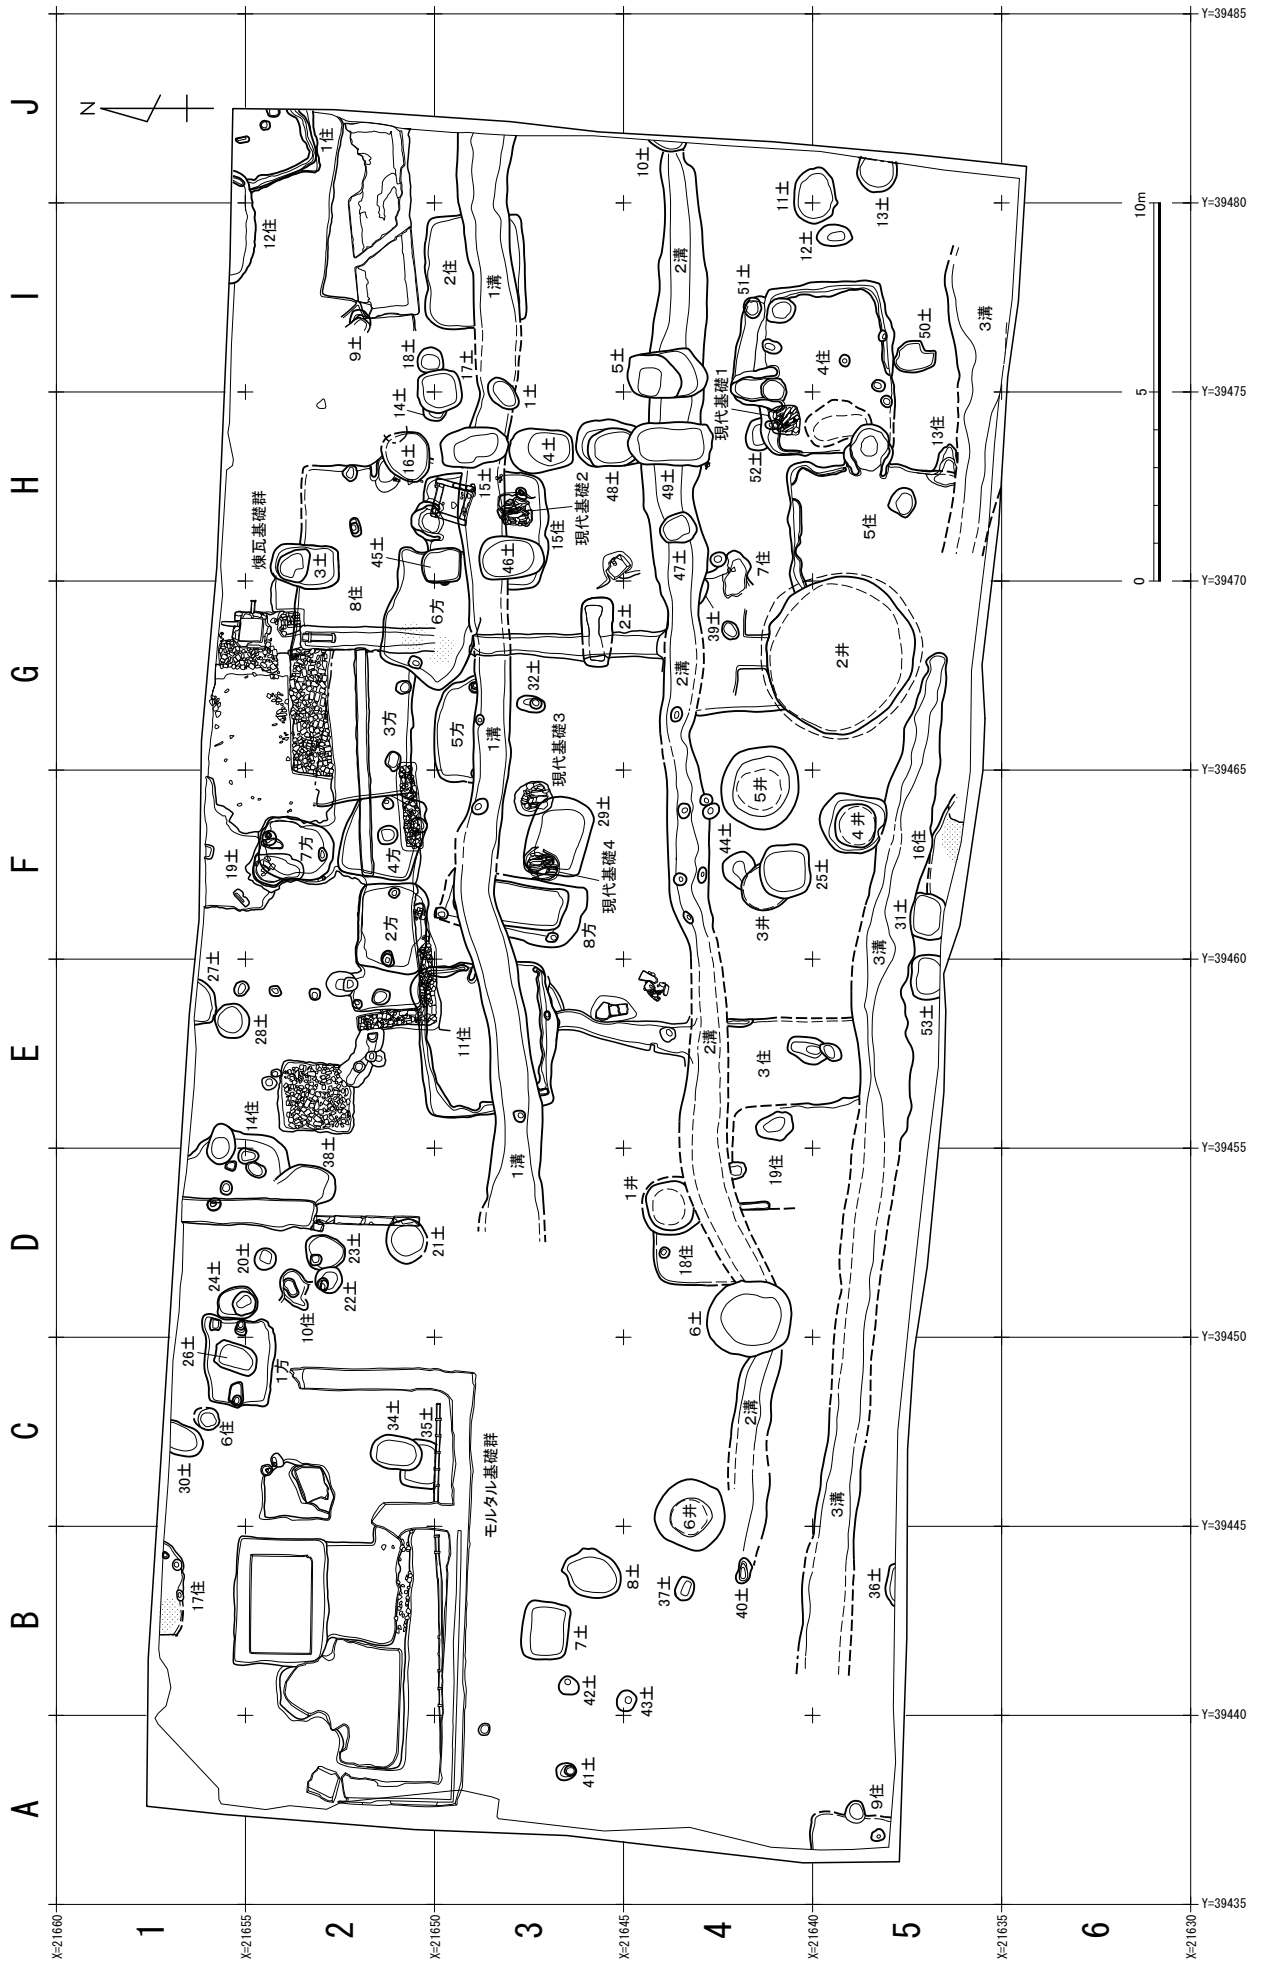 A
B
C
D
E
F
G
H
I
J
1
2
3
4
5
6
X=21660
X=21655
X=21650
X=21645
X=21640
X=21635
X=21630
Y=39435
Y=39440
Y=39445
Y=39450
Y=39455
Y=39460
Y=39465
Y=39470
Y=39475
Y=39480
Y=39485
N
0
5
10m
17住
30土
6住
26土
1方
24土
20土
10住
22土
23土
21土
34土
35土
モルタル基礎群
14住
38土
28土
27土
19土
7方
2方
4方
3方
5方
6方
8住
3土
煉瓦基礎群
45土
16土
14土
17土
18土
9土
12住
1住
2住
1溝
1土
15土
4土
48土
49土
5土
46土
15住
現代基礎2
現代基礎1
2土
47土
39土
7住
32土
1溝
現代基礎3
29土
現代基礎4
8方
11住
1溝
41土
42土
43土
7土
8土
37土
40土
6井
2溝
6土
18住
1井
19住
3住
2溝
2溝
2溝
10土
11土
12土
13土
51土
4住
50土
52土
13住
5住
3溝
2井
5井
4井
44土
25土
3井
16住
31土
53土
3溝
3溝
36土
9住